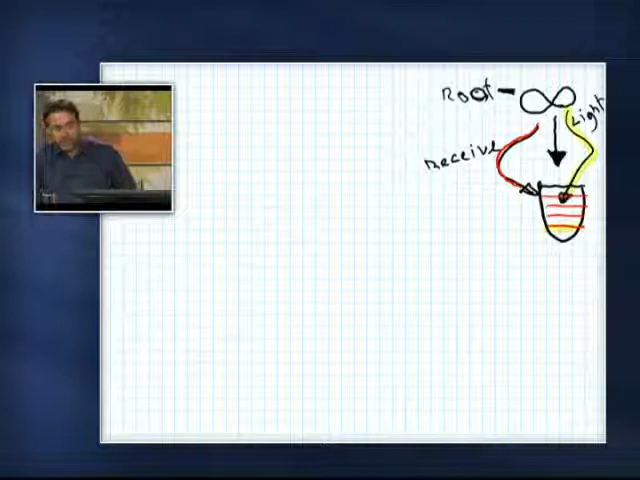 Root - ∞
Light
Receive